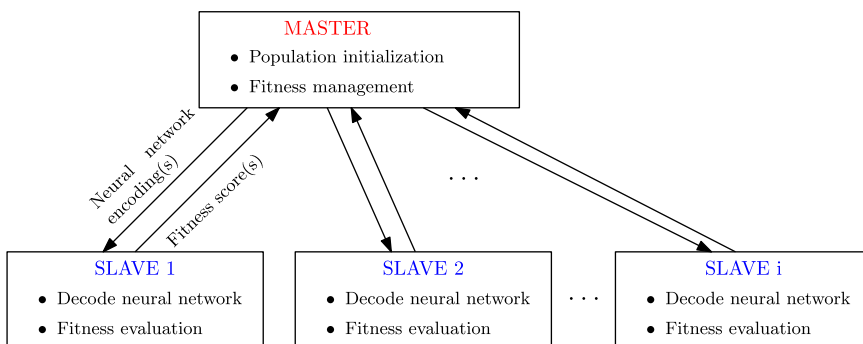 MASTER
• Population initialization
• Fitness management
Neural network
encoding(s)
Fitness score(s)
. . .
SLAVE 1
• Decode neural network
• Fitness evaluation
SLAVE 2
• Decode neural network
• Fitness evaluation
. . .
SLAVE i
• Decode neural network
• Fitness evaluation